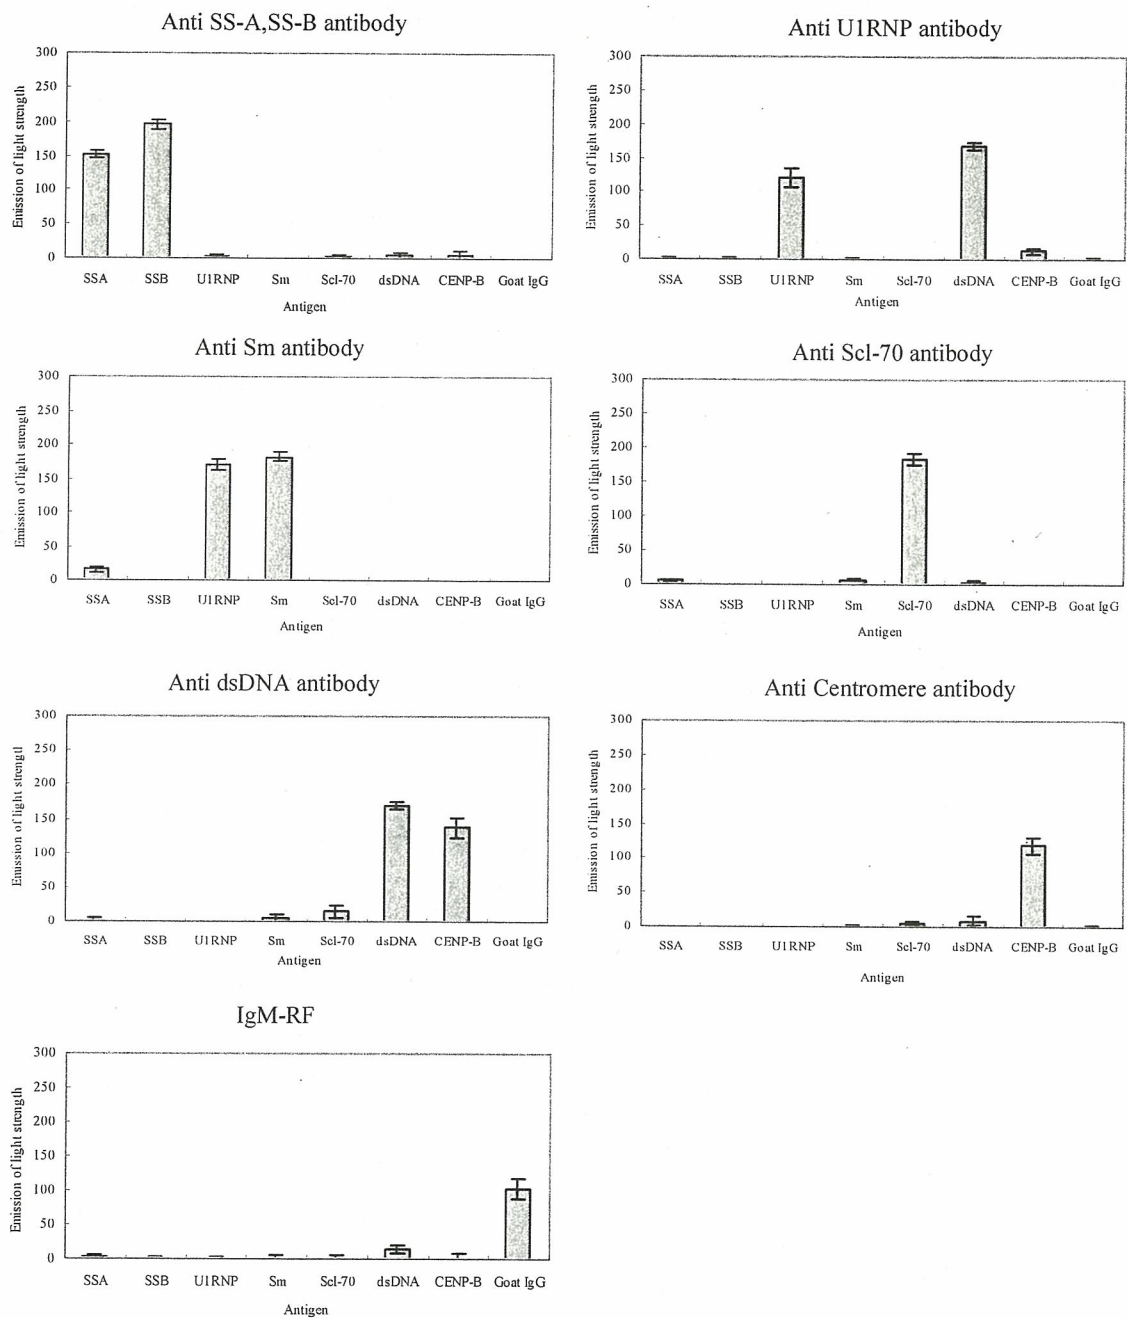 Anti SS-A,SS-B antibody
Emission of light strength
300
250
200
150
100
50
0
SSA SSB U1RNP Sm Scl-70 dsDNA CENP-B Goat IgG
Antigen
Anti U1RNP antibody
Emission of light strength
300
250
200
150
100
50
0
SSA SSB U1RNP Sm Scl-70 dsDNA CENP-B Goat IgG
Antigen
Anti Sm antibody
Emission of light strength
300
250
200
150
100
50
0
SSA SSB U1RNP Sm Scl-70 dsDNA CENP-B Goat IgG
Antigen
Anti Scl-70 antibody
Emission of light strength
300
250
200
150
100
50
0
SSA SSB U1RNP Sm Scl-70 dsDNA CENP-B Goat IgG
Antigen
Anti dsDNA antibody
Emission of light strengtl
300
250
200
150
100
50
0
SSA SSB U1RNP Sm Scl-70 dsDNA CENP-B Goat IgG
Antigen
Anti Centromere antibody
Emission of light strength
300
250
200
150
100
50
0
SSA SSB U1RNP Sm Scl-70 dsDNA CENP-B Goat IgG
Antigen
IgM-RF
Emission of light strength
300
250
200
150
100
50
0
SSA SSB U1RNP Sm Scl-70 dsDNA CENP-B Goat IgG
Antigen